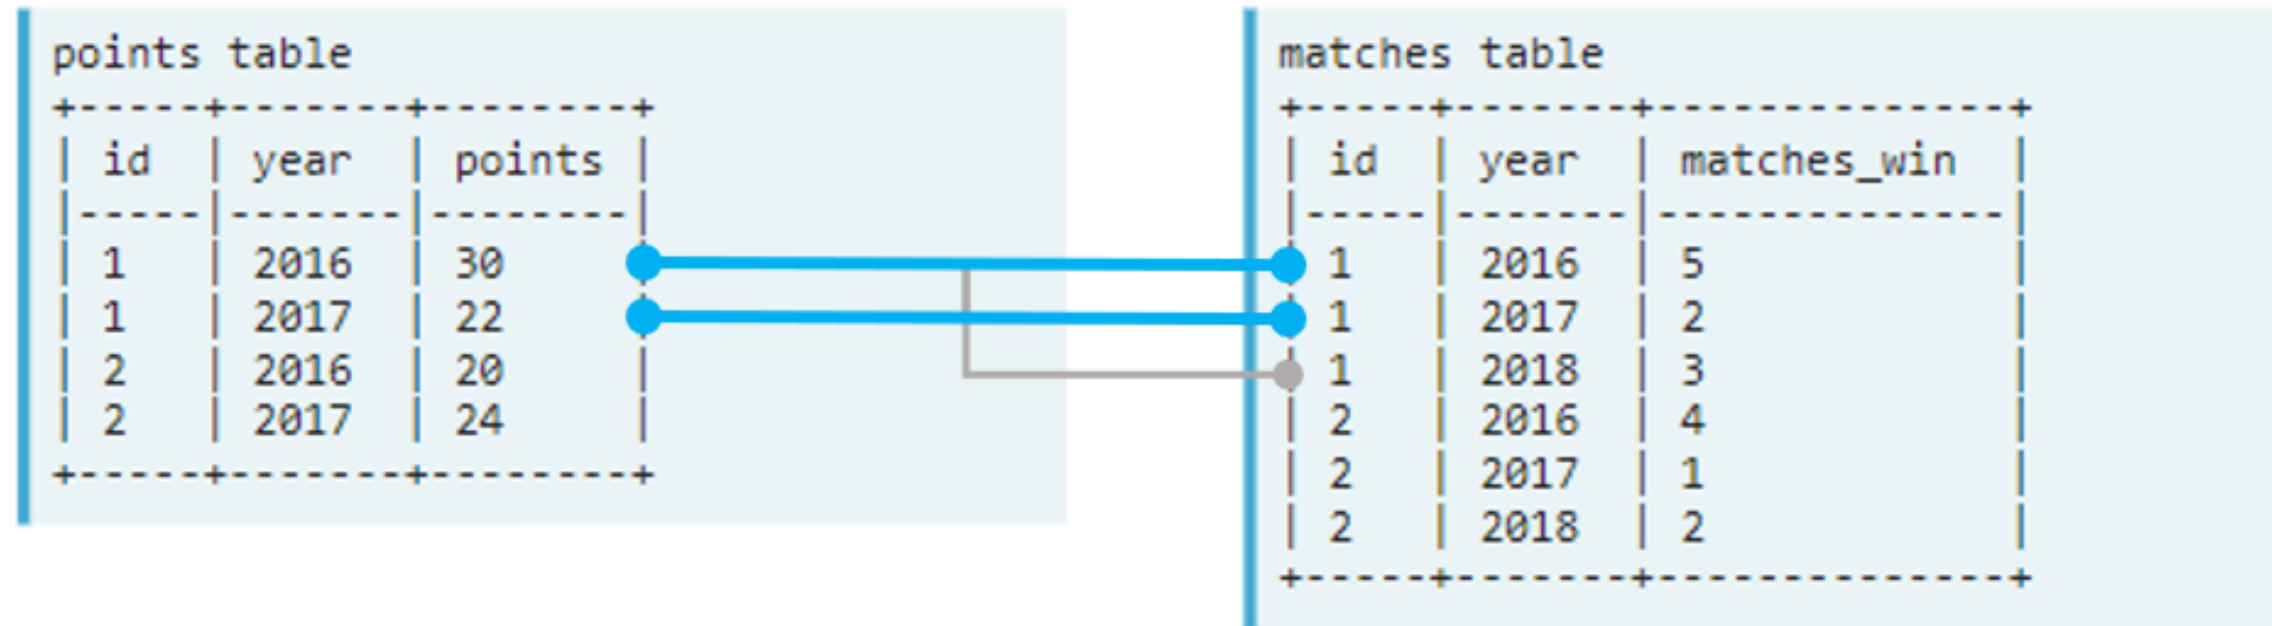 points table
+-----+-------+--------+
| id  | year  | points |
|-----|-------|--------|
| 1   | 2016  | 30     |
| 1   | 2017  | 22     |
| 2   | 2016  | 20     |
| 2   | 2017  | 24     |
+-----+-------+--------+
matches table
+-----+-------+--------------+
| id  | year  | matches_win  |
|-----|-------|--------------|
| 1   | 2016  | 5            |
| 1   | 2017  | 2            |
| 1   | 2018  | 3            |
| 2   | 2016  | 4            |
| 2   | 2017  | 1            |
| 2   | 2018  | 2            |
+-----+-------+--------------+